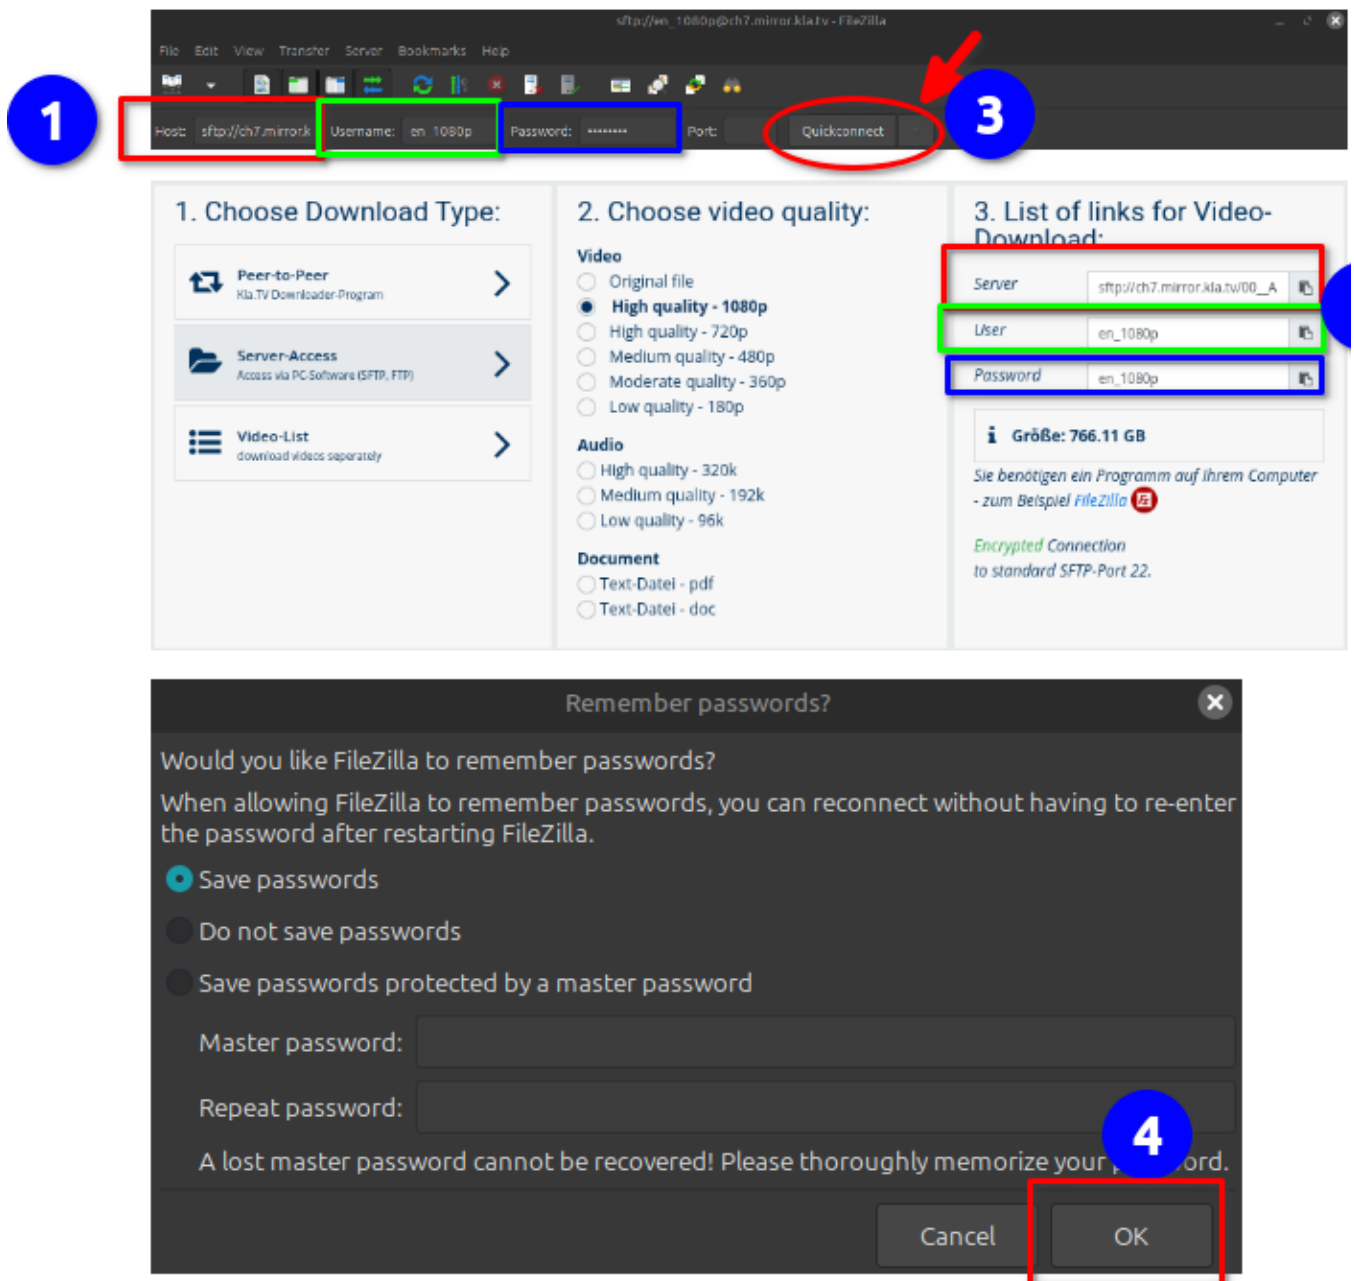 sftp://en_1080p@ch7.mirror.kla.tv - FileZilla
File Edit View Transfer Server Bookmarks Help
1
Host: sftp://ch7.mirror.k Username: en_1080p Password: •••••••• Port: Quickconnect
3
1. Choose Download Type:
Peer-to-Peer
Kla.TV Downloader-Program
Server-Access
Access via PC-Software (SFTP, FTP)
Video-List
download videos seperately
2. Choose video quality:
Video
Original file
High quality - 1080p
High quality - 720p
Medium quality - 480p
Moderate quality - 360p
Low quality - 180p
Audio
High quality - 320k
Medium quality - 192k
Low quality - 96k
Document
Text-Datei - pdf
Text-Datei - doc
3. List of links for Video-
Download:
Server sftp://ch7.mirror.kla.tv/00__A
User en_1080p
Password en_1080p
i Größe: 766.11 GB
Sie benötigen ein Programm auf Ihrem Computer
- zum Beispiel FileZilla Fz
Encrypted Connection
to standard SFTP-Port 22.
Remember passwords?
Would you like FileZilla to remember passwords?
When allowing FileZilla to remember passwords, you can reconnect without having to re-enter
the password after restarting FileZilla.
Save passwords
Do not save passwords
Save passwords protected by a master password
Master password:
Repeat password:
4
A lost master password cannot be recovered! Please thoroughly memorize your p ord.
Cancel OK